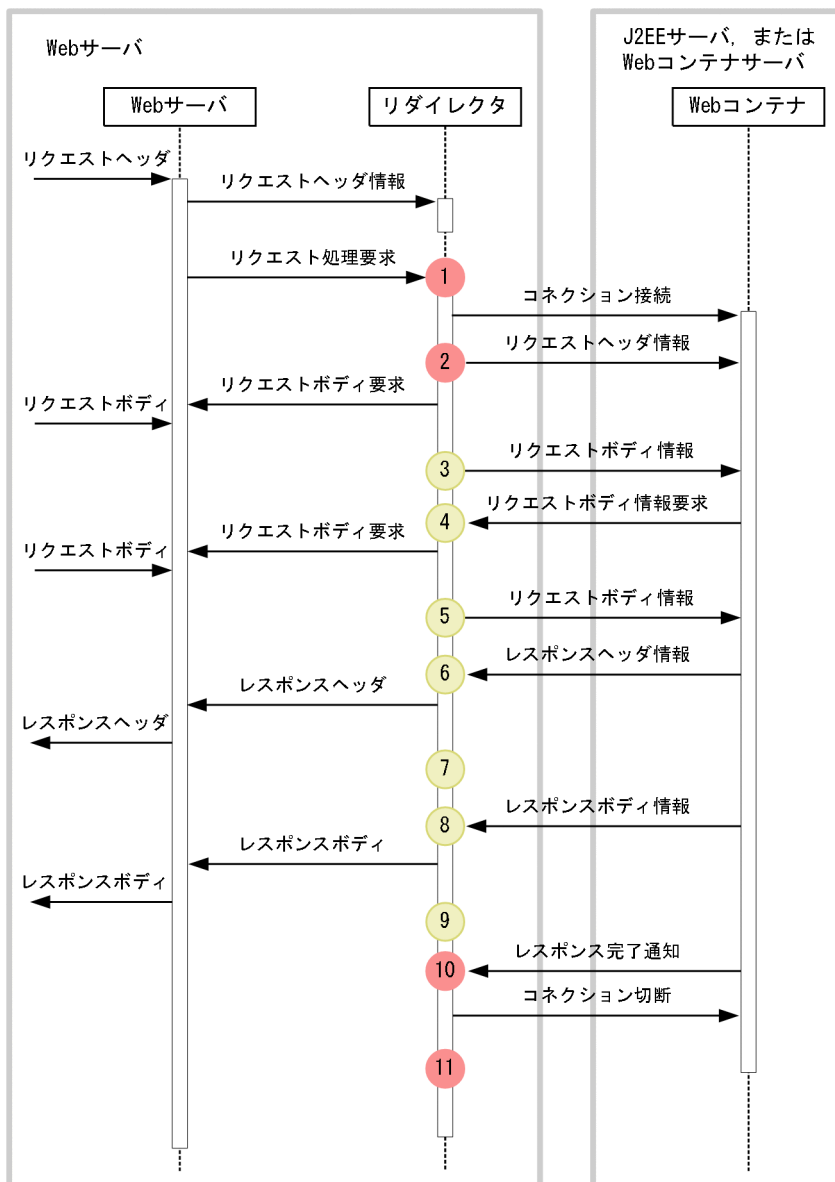 Webサーバ
J2EEサーバ，または
Webコンテナサーバ
Webサーバ
リダイレクタ
Webコンテナ
リクエストヘッダ
リクエストヘッダ情報
リクエスト処理要求
1
コネクション接続
2
リクエストヘッダ情報
リクエストボディ要求
リクエストボディ
3
リクエストボディ情報
4
リクエストボディ情報要求
リクエストボディ要求
リクエストボディ
5
リクエストボディ情報
6
レスポンスヘッダ情報
レスポンスヘッダ
レスポンスヘッダ
7
8
レスポンスボディ情報
レスポンスボディ
レスポンスボディ
9
10
レスポンス完了通知
コネクション切断
11